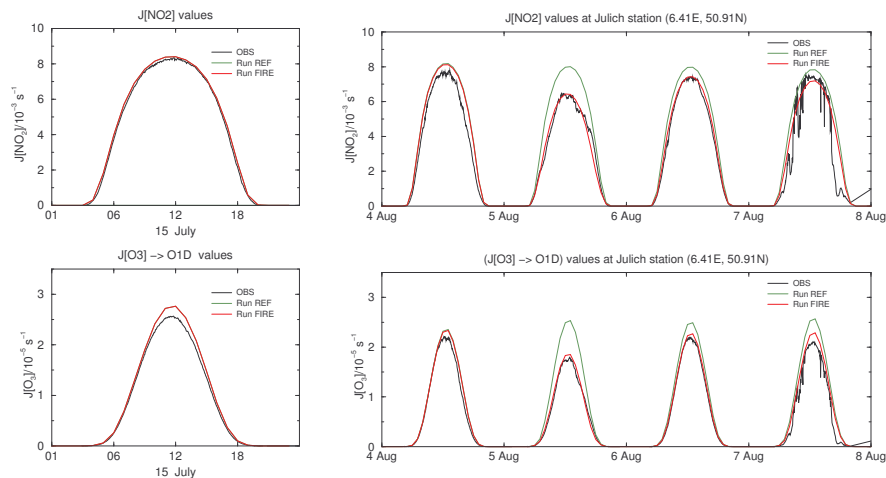 J[NO2] values
OBS
Run REF
Run FIRE
J[NO2]/10⁻³ s⁻¹
10
8
6
4
2
0
01 06 12 18
15 July
J[NO2] values at Julich station (6.41E, 50.91N)
OBS
Run REF
Run FIRE
J[NO2]/10⁻³ s⁻¹
10
8
6
4
2
0
4 Aug 5 Aug 6 Aug 7 Aug 8 Aug
J[O3] –> O1D values
OBS
Run REF
Run FIRE
J[O3]/10⁻⁵ s⁻¹
3
2
1
0
01 06 12 18
15 July
(J[O3] –> O1D) values at Julich station (6.41E, 50.91N)
OBS
Run REF
Run FIRE
J[O3]/10⁻⁵ s⁻¹
3
2
1
0
4 Aug 5 Aug 6 Aug 7 Aug 8 Aug